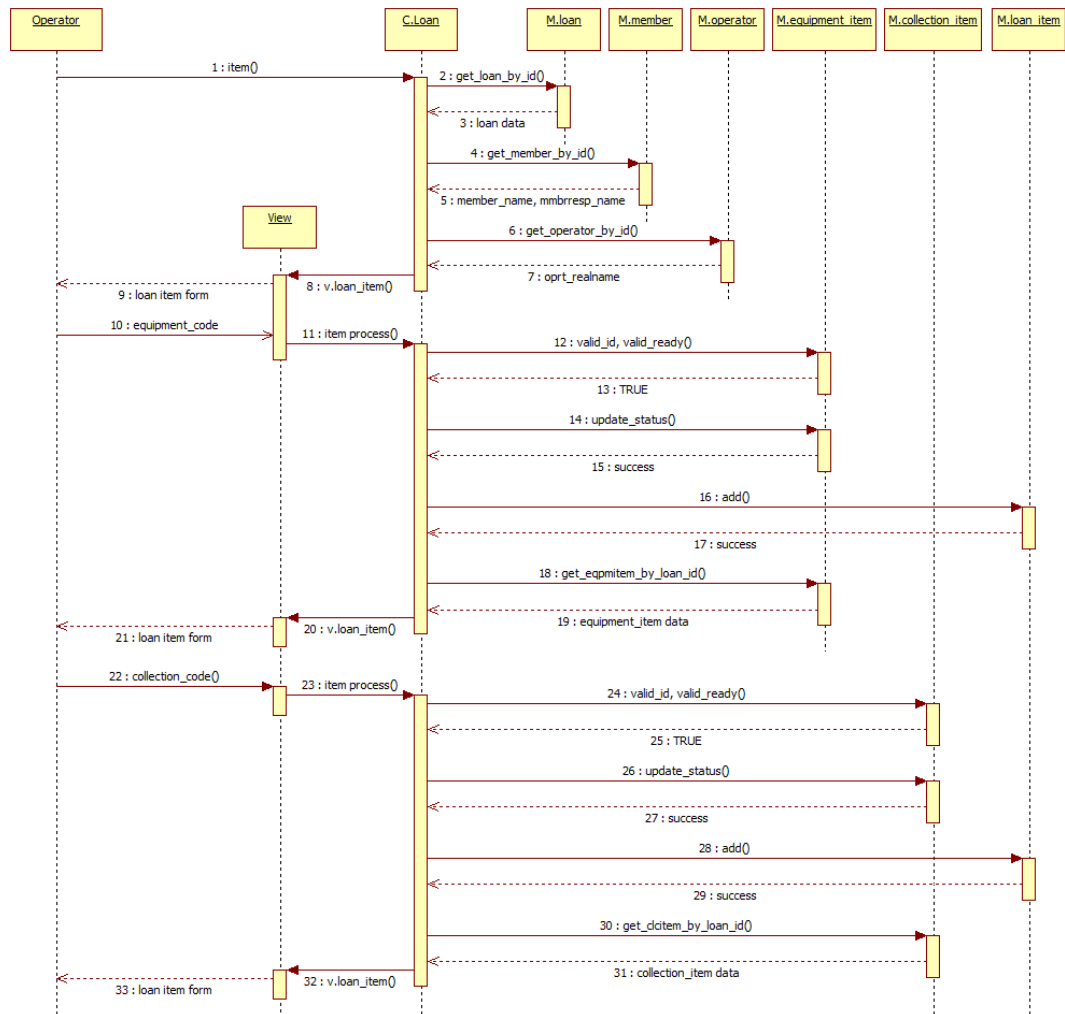 Operator
C.Loan
M.loan
M.member
M.operator
M.equipment_item
M.collection_item
M.loan_item
1 : item()
2 : get_loan_by_id()
3 : loan data
4 : get_member_by_id()
5 : member_name, mmbrresp_name
View
6 : get_operator_by_id()
7 : oprt_realname
8 : v.loan_item()
9 : loan item form
10 : equipment_code
11 : item process()
12 : valid_id, valid_ready()
13 : TRUE
14 : update_status()
15 : success
16 : add()
17 : success
18 : get_eqpmitem_by_loan_id()
19 : equipment_item data
20 : v.loan_item()
21 : loan item form
22 : collection_code()
23 : item process()
24 : valid_id, valid_ready()
25 : TRUE
26 : update_status()
27 : success
28 : add()
29 : success
30 : get_clcitem_by_loan_id()
31 : collection_item data
32 : v.loan_item()
33 : loan item form